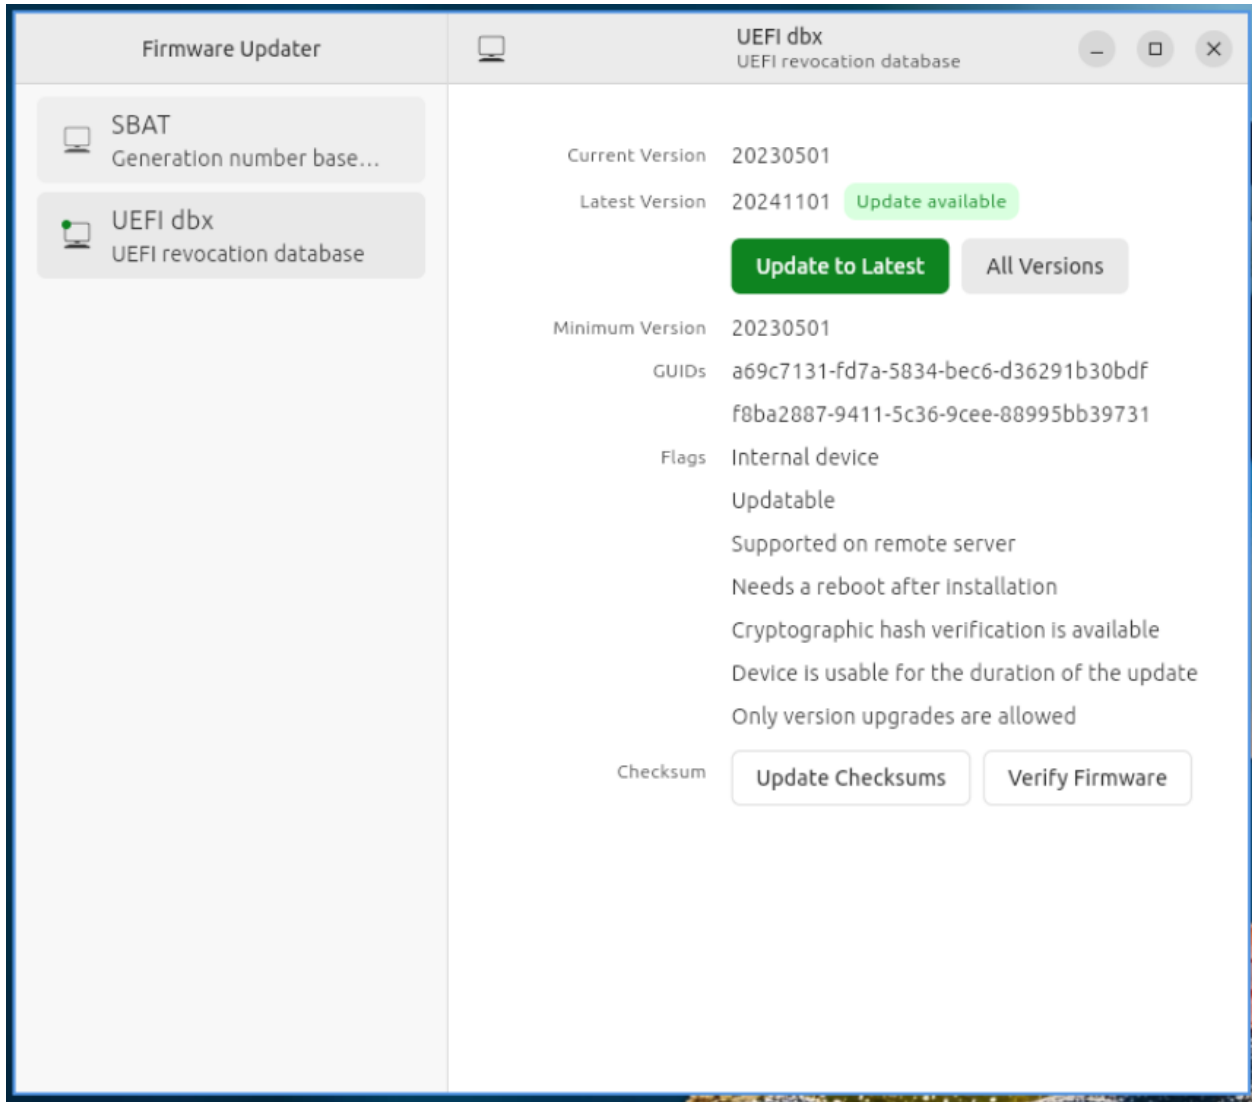 Firmware Updater
UEFI dbx
UEFI revocation database
SBAT
Generation number base...
UEFI dbx
UEFI revocation database
Current Version 20230501
Latest Version 20241101 Update available
Update to Latest All Versions
Minimum Version 20230501
GUIDs a69c7131-fd7a-5834-bec6-d36291b30bdf
f8ba2887-9411-5c36-9cee-88995bb39731
Flags Internal device
Updatable
Supported on remote server
Needs a reboot after installation
Cryptographic hash verification is available
Device is usable for the duration of the update
Only version upgrades are allowed
Checksum Update Checksums Verify Firmware